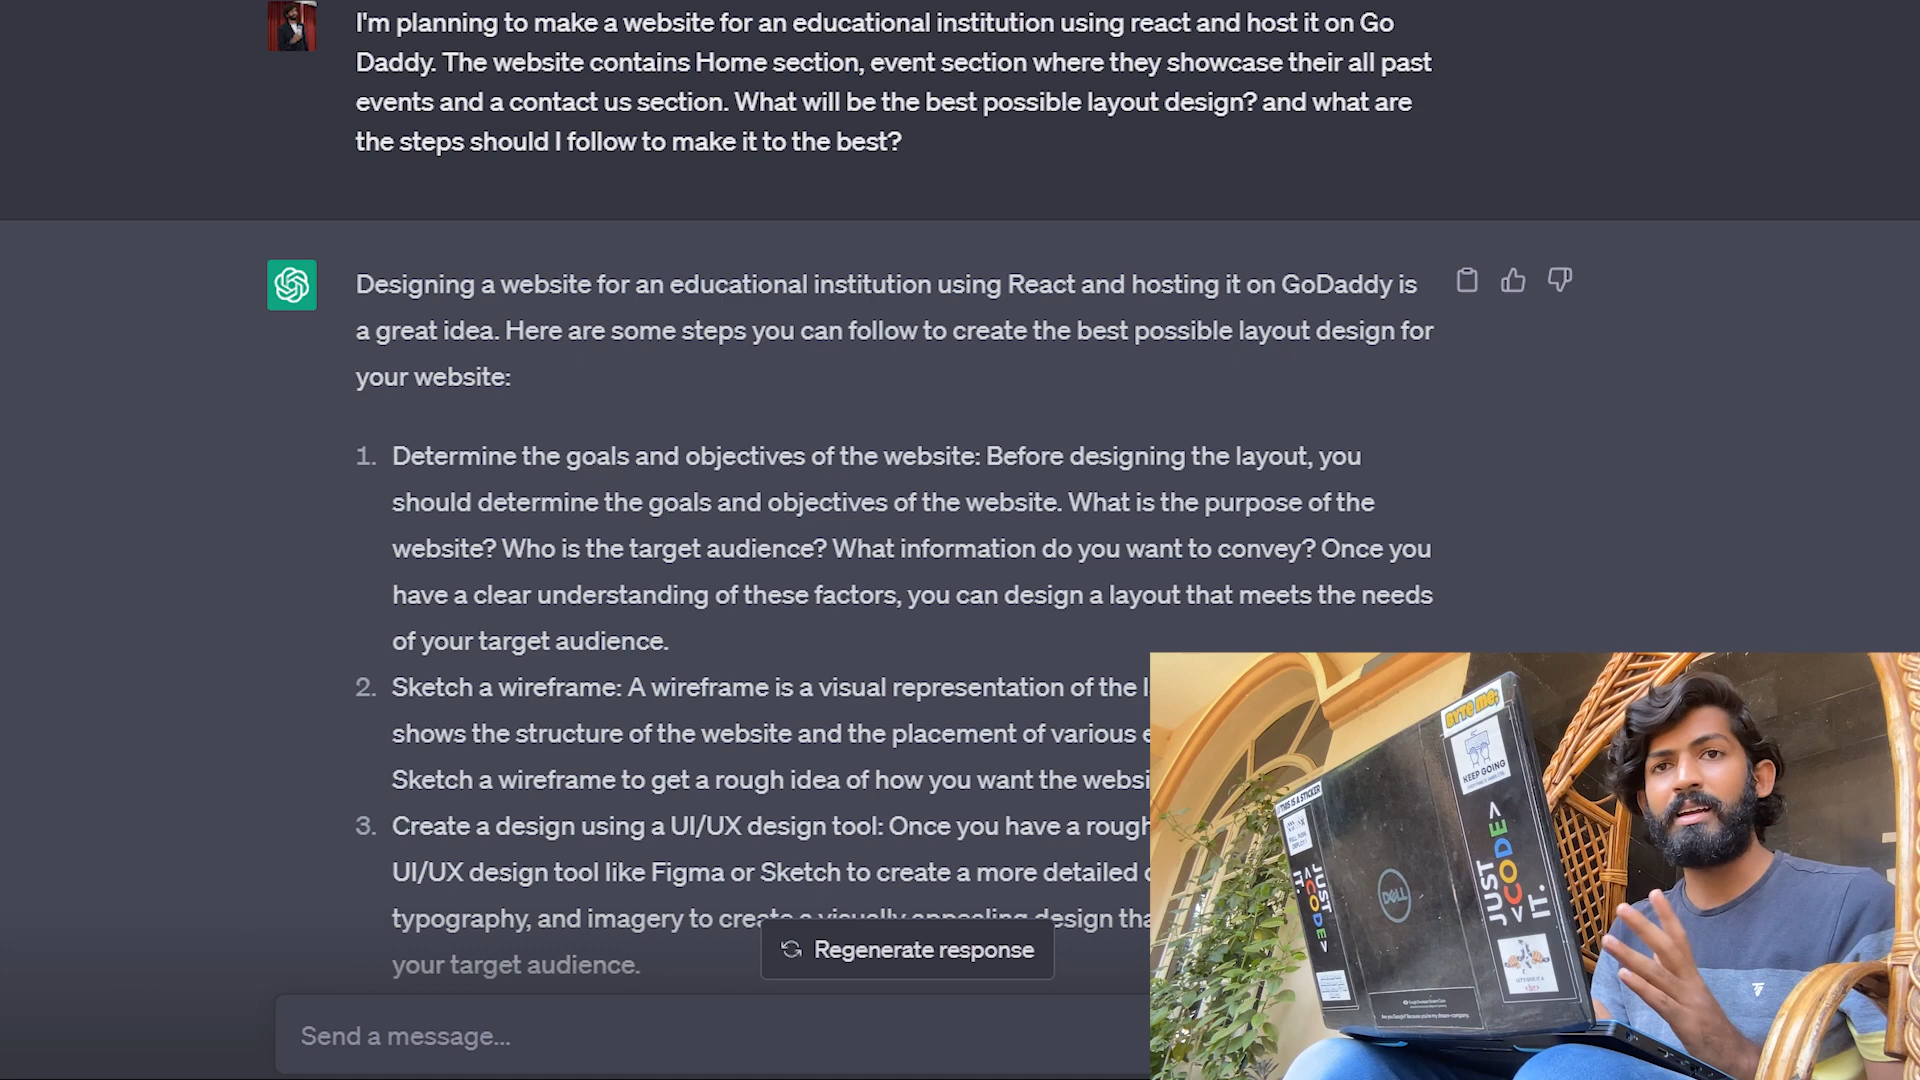 I'm planning to make a website for an educational institution using react and host it on Go
Daddy. The website contains Home section, event section where they showcase their all past
events and a contact us section. What will be the best possible layout design? and what are
the steps should I follow to make it to the best?
Designing a website for an educational institution using React and hosting it on GoDaddy is
a great idea. Here are some steps you can follow to create the best possible layout design for
your website:
1. Determine the goals and objectives of the website: Before designing the layout, you
should determine the goals and objectives of the website. What is the purpose of the
website? Who is the target audience? What information do you want to convey? Once you
have a clear understanding of these factors, you can design a layout that meets the needs
of your target audience.
2. Sketch a wireframe: A wireframe is a visual representation of the
shows the structure of the website and the placement of various
Sketch a wireframe to get a rough idea of how you want the websi
3. Create a design using a UI/UX design tool: Once you have a rough
UI/UX design tool like Figma or Sketch to create a more detailed
typography, and imagery to create a visually appealing design tha
your target audience.
Regenerate response
Send a message...
BYTE ME;
KEEP GOING
THIS IS A STICKER
JUST
<CODE>
IT.
JUST
<CODE>
IT.
DELL